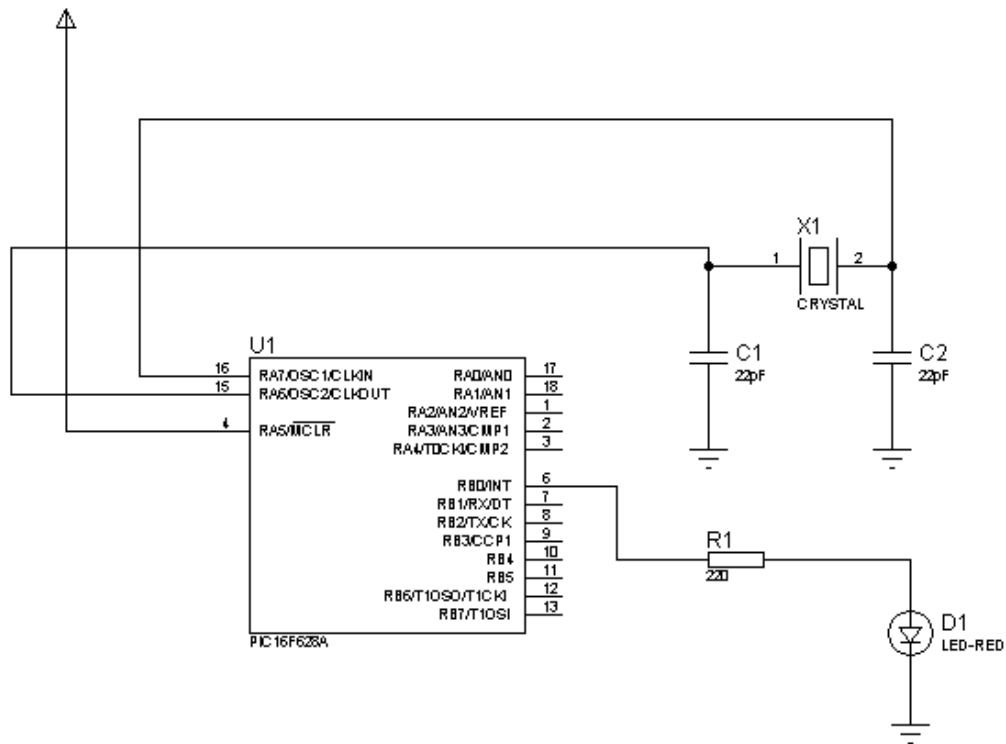 X1
1 2
CRYSTAL
C1
22pF
C2
22pF
U1
16 RA7/OSC1/CLKIN RA0/AN0 17
15 RA6/OSC2/CLKOUT RA1/AN1 18
RA2/AN2/VREF 1
4 RA5/MCLR RA3/AN3/CMP1 2
RA4/T0CKI/CMP2 3
RB0/INT 6
RB1/RX/DT 7
RB2/TX/CK 8
RB3/CCP1 9
RB4 10
RB5 11
RB6/T1OSO/T1CKI 12
RB7/T1OSI 13
PIC16F628A
R1
220
D1
LED-RED